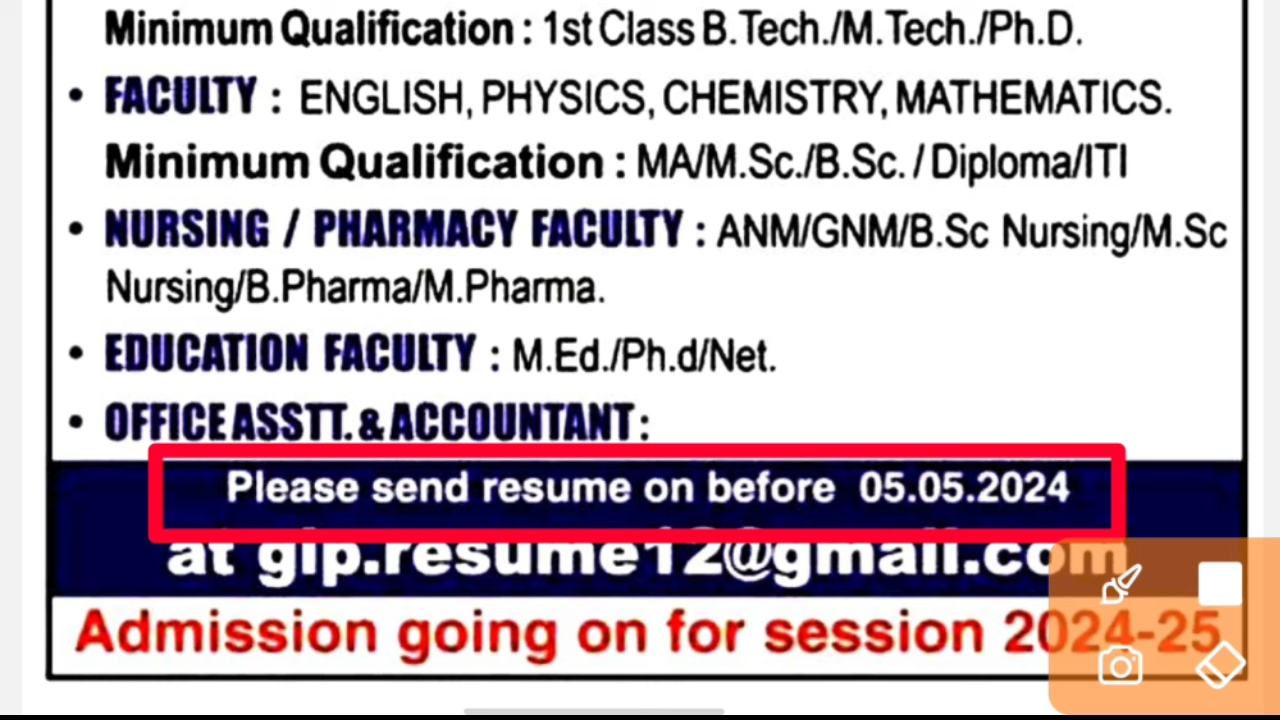 Minimum Qualification : 1st Class B.Tech./M.Tech./Ph.D.
• FACULTY : ENGLISH, PHYSICS, CHEMISTRY, MATHEMATICS.
Minimum Qualification : MA/M.Sc./B.Sc. / Diploma/ITI
• NURSING / PHARMACY FACULTY : ANM/GNM/B.Sc Nursing/M.Sc
Nursing/B.Pharma/M.Pharma.
• EDUCATION FACULTY : M.Ed./Ph.d/Net.
• OFFICE ASSTT. & ACCOUNTANT :
Please send resume on before 05.05.2024
at gip.resume12@gmail.com
Admission going on for session 2024-25